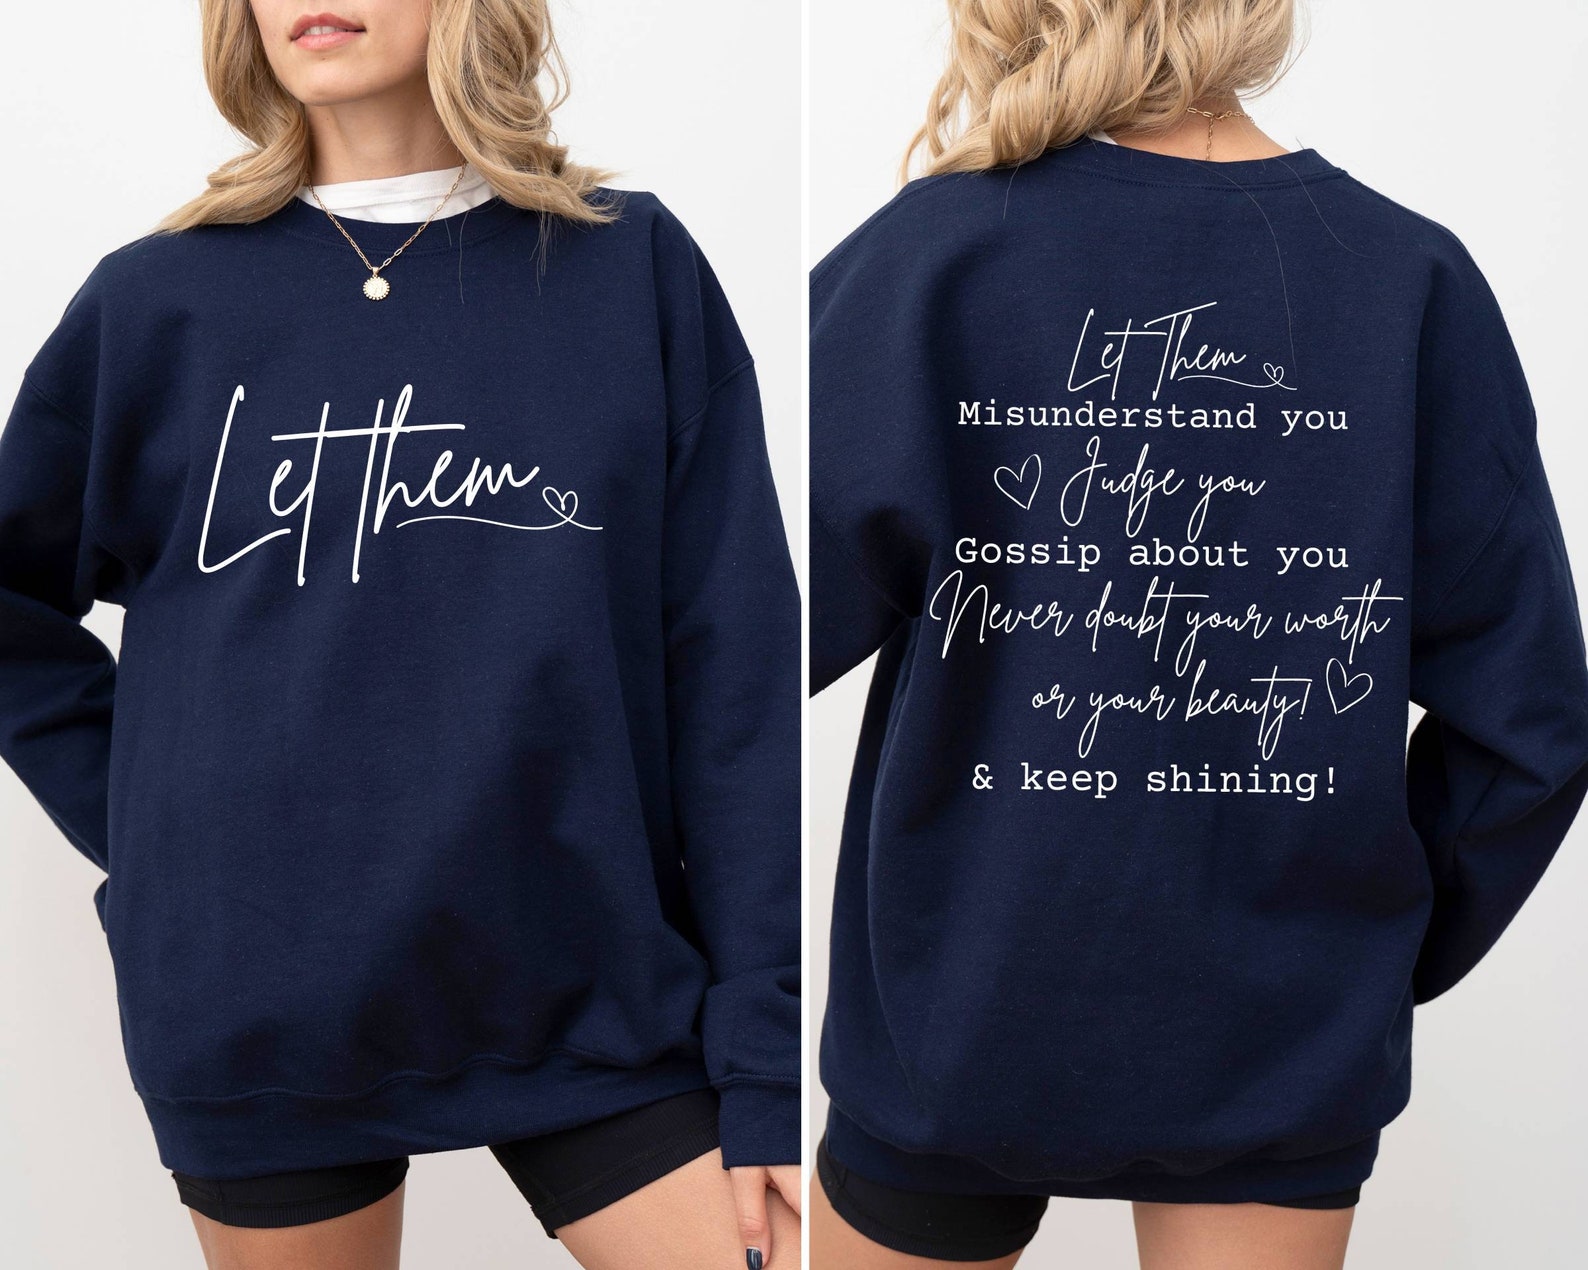 Let them
Let Them
Misunderstand you
Judge you
Gossip about you
Never doubt your worth
or your beauty!
& keep shining!